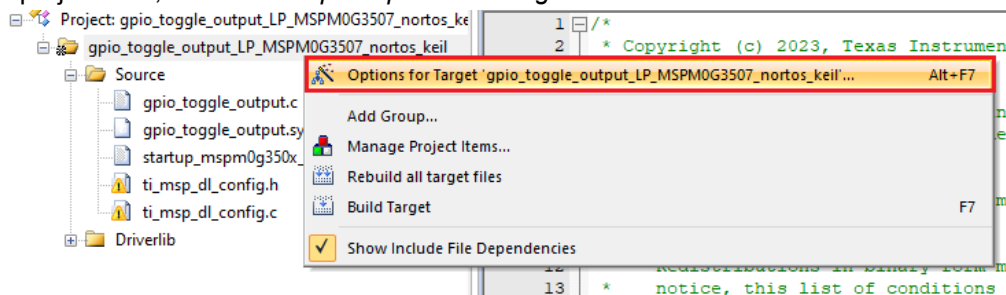 Project: gpio_toggle_output_LP_MSPM0G3507_nortos_ke
gpio_toggle_output_LP_MSPM0G3507_nortos_keil
Source
gpio_toggle_output.c
gpio_toggle_output.sy
startup_mspm0g350x_
ti_msp_dl_config.h
ti_msp_dl_config.c
Driverlib
Options for Target 'gpio_toggle_output_LP_MSPM0G3507_nortos_keil'... Alt+F7
Add Group...
Manage Project Items...
Rebuild all target files
Build Target F7
Show Include File Dependencies
1 /*
2 * Copyright (c) 2023, Texas Instrumen
13 * notice, this list of conditions